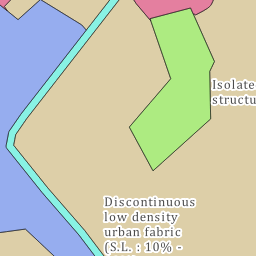 Isolate
structu
Discontinuous
low density
urban fabric
(S.L. : 10% -